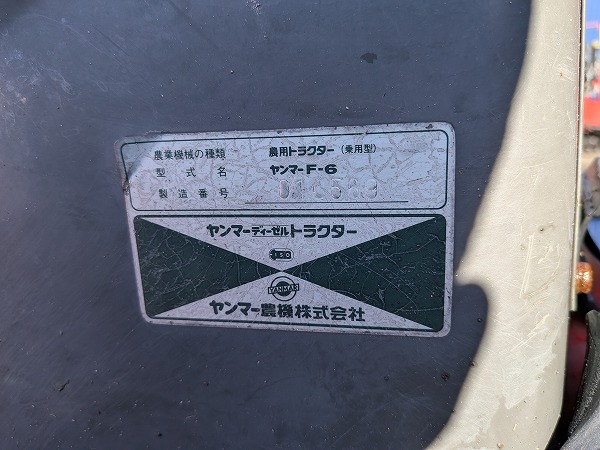 農業機械の種類 農用トラクター (乗用型)
型式名 ヤンマーF-6
製造番号
ヤンマーディーゼルトラクター
ISO
YANMAR
ヤンマー農機株式会社